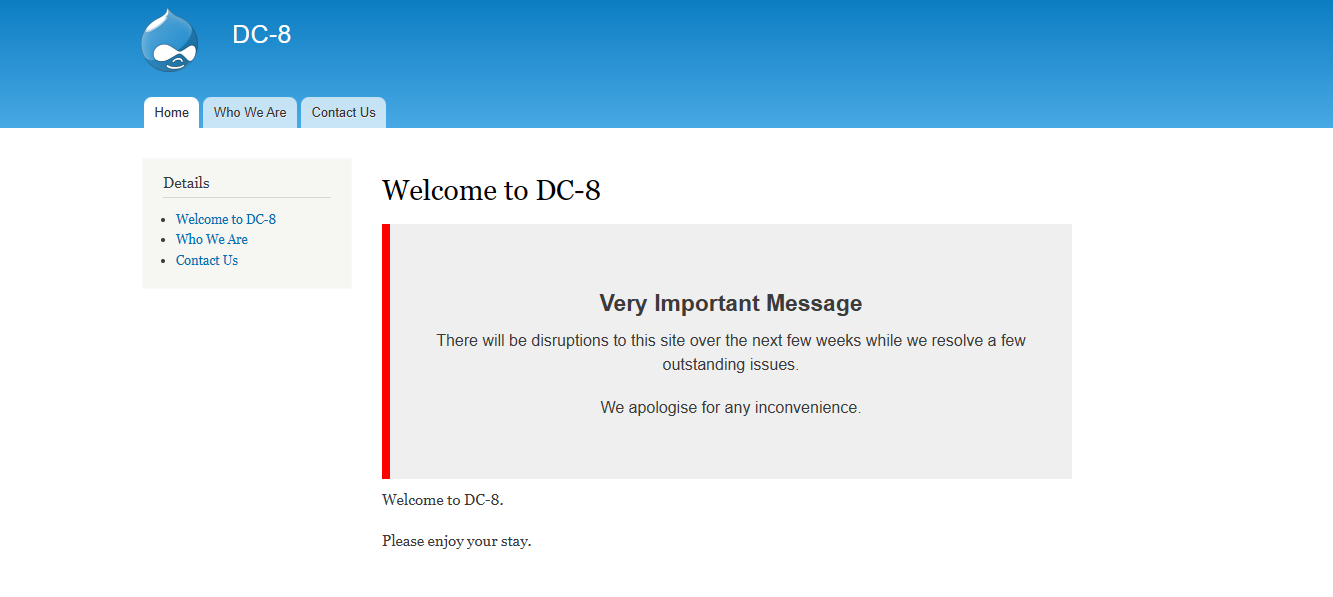 DC-8
Home Who We Are Contact Us
Details
Welcome to DC-8
Who We Are
Contact Us
Welcome to DC-8
Very Important Message
There will be disruptions to this site over the next few weeks while we resolve a few
outstanding issues.
We apologise for any inconvenience.
Welcome to DC-8.
Please enjoy your stay.